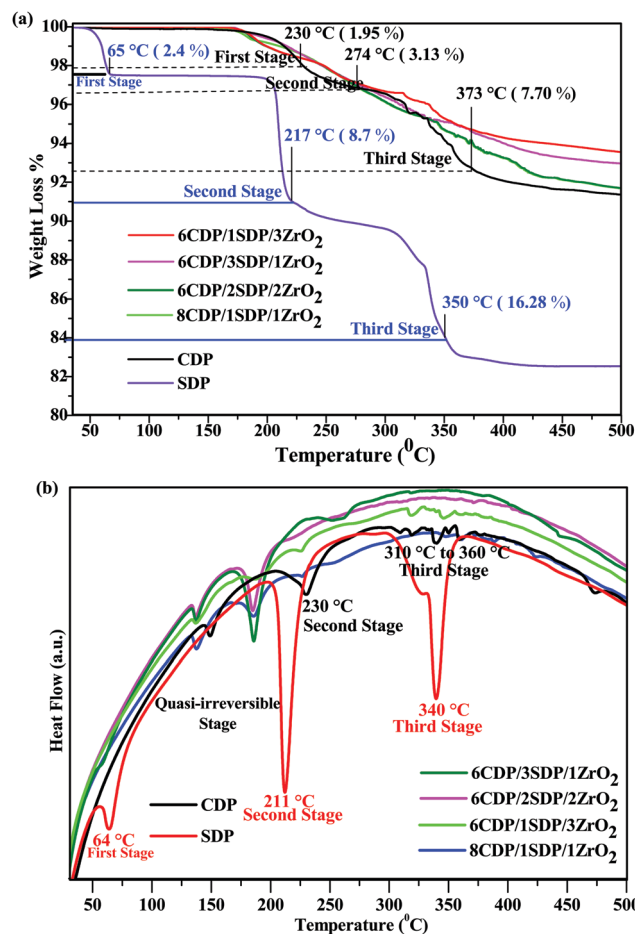 (a)
100
98
96
94
92
90
88
86
84
82
80
Weight Loss %
50 100 150 200 250 300 350 400 450 500
Temperature (⁰C)
65 °C ( 2.4 %)
First Stage
230 °C (1.95 %)
First Stage
274 °C ( 3.13 %)
Second Stage
373 °C ( 7.70 %)
Third Stage
217 °C ( 8.7 %)
Second Stage
350 °C ( 16.28 %)
Third Stage
6CDP/1SDP/3ZrO₂
6CDP/3SDP/1ZrO₂
6CDP/2SDP/2ZrO₂
8CDP/1SDP/1ZrO₂
CDP
SDP
(b)
Heat Flow (a.u.)
310 °C to 360 °C
Third Stage
230 °C
Second Stage
Quasi-irreversible
Stage
340 °C
Third Stage
211 °C
Second Stage
64 °C
First Stage
CDP
SDP
6CDP/3SDP/1ZrO₂
6CDP/2SDP/2ZrO₂
6CDP/1SDP/3ZrO₂
8CDP/1SDP/1ZrO₂
50 100 150 200 250 300 350 400 450 500
Temperature (⁰C)